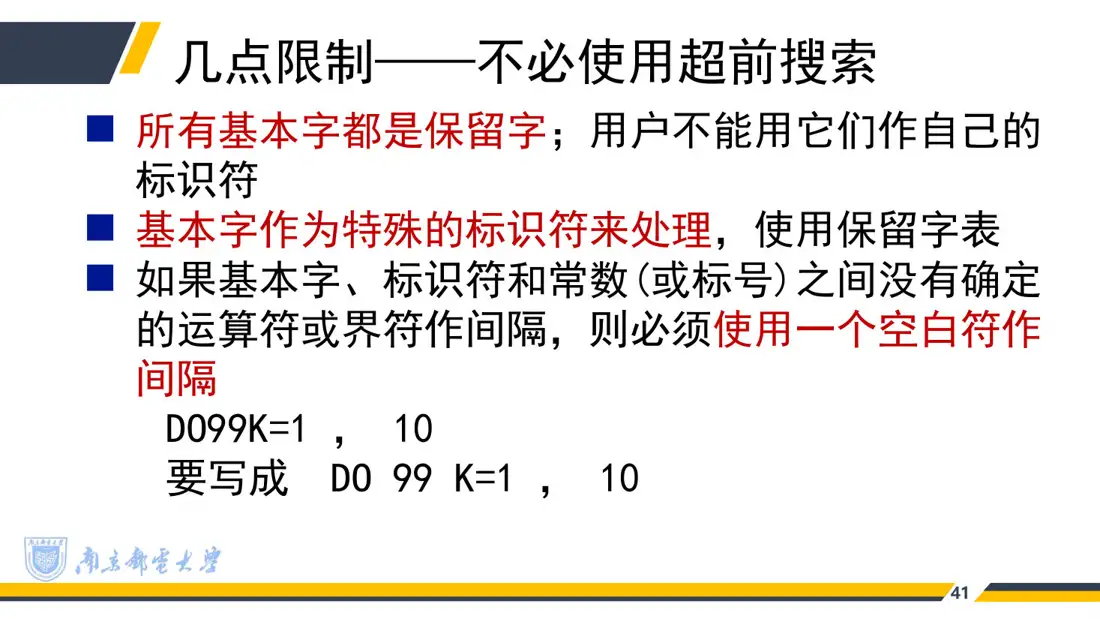 几点限制——不必使用超前搜索
所有基本字都是保留字；用户不能用它们作自己的
标识符
基本字作为特殊的标识符来处理，使用保留字表
如果基本字、标识符和常数(或标号)之间没有确定
的运算符或界符作间隔，则必须使用一个空白符作
间隔
DO99K=1 , 10
要写成 DO 99 K=1 , 10
南京邮电大学
41